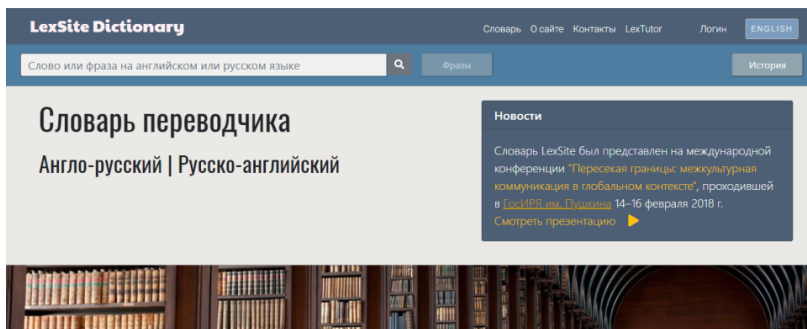 LexSite Dictionary
Словарь О сайте Контакты LexTutor Логин ENGLISH
Слово или фраза на английском или русском языке
Фразы
История
Словарь переводчика
Англо-русский | Русско-английский
Новости
Словарь LexSite был представлен на международной
конференции "Пересекая границы: межкультурная
коммуникация в глобальном контексте", проходившей
в ГосИРЯ им. Пушкина 14–16 февраля 2018 г.
Смотреть презентацию